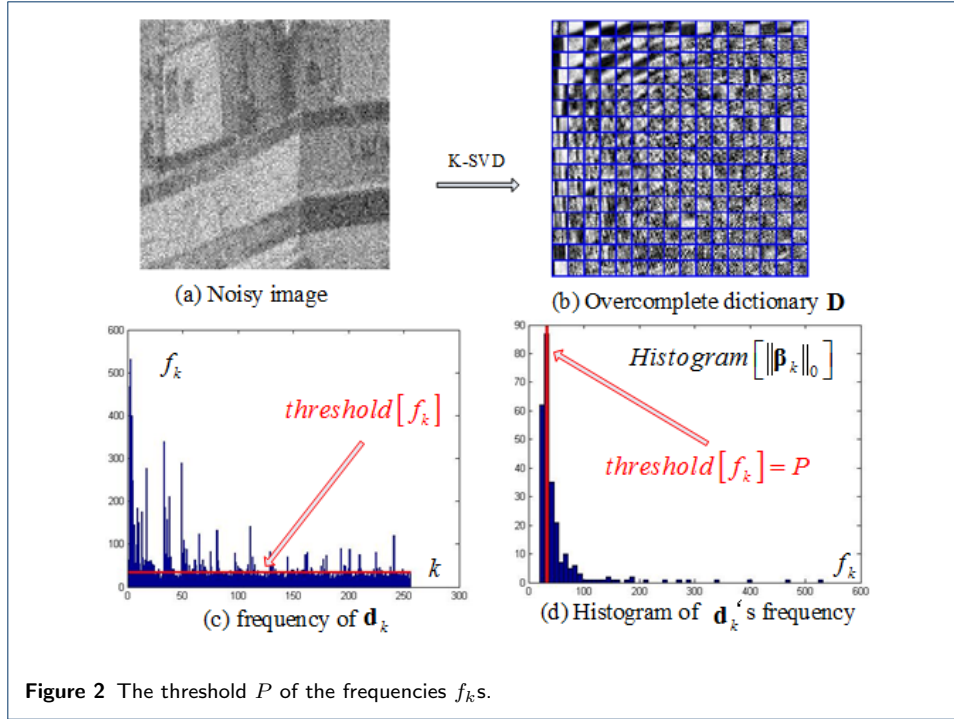 K-SVD
(a) Noisy image
(b) Overcomplete dictionary D
600
500
400
300
200
100
0
f_k
threshold[f_k]
k
0 50 100 150 200 250 300
(c) frequency of d_k
90
80
70
60
50
40
30
20
10
0
Histogram[‖β_k‖_0]
threshold[f_k] = P
f_k
0 100 200 300 400 500 600
(d) Histogram of d_k‘s frequency
Figure 2 The threshold P of the frequencies f_ks.